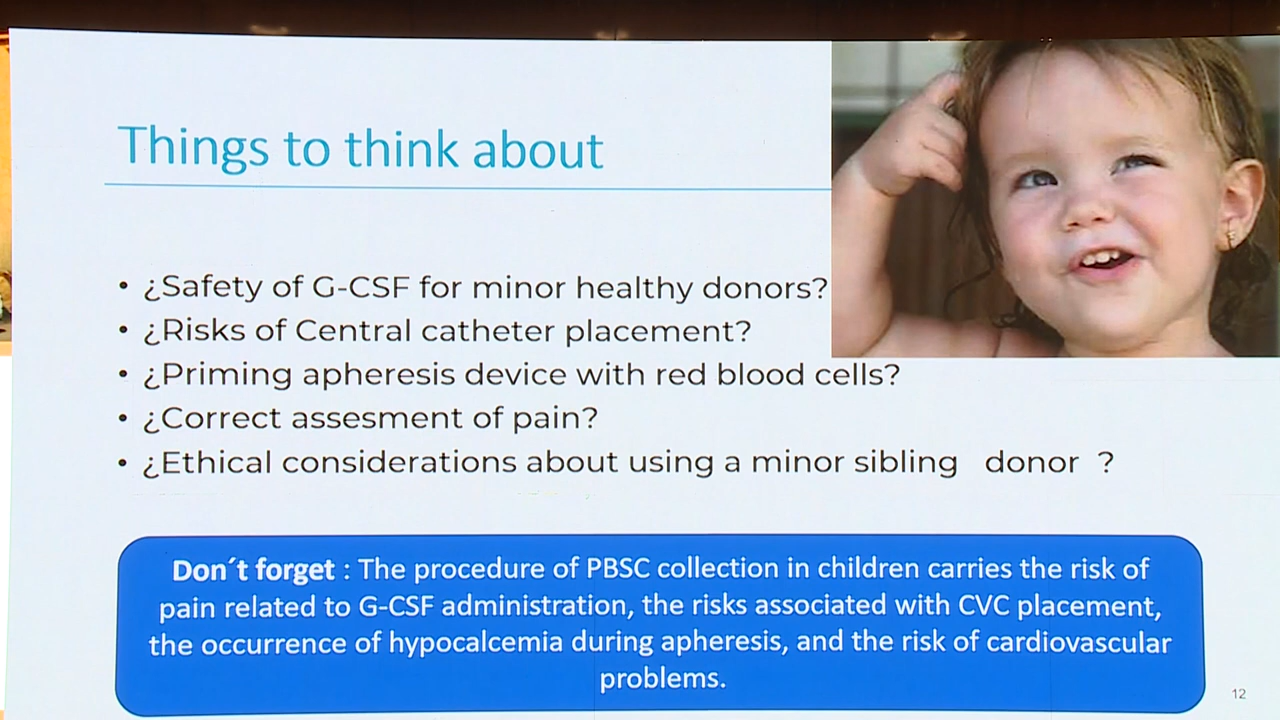 Things to think about
• ¿Safety of G-CSF for minor healthy donors?
• ¿Risks of Central catheter placement?
• ¿Priming apheresis device with red blood cells?
• ¿Correct assesment of pain?
• ¿Ethical considerations about using a minor sibling donor ?
Don´t forget : The procedure of PBSC collection in children carries the risk of
pain related to G-CSF administration, the risks associated with CVC placement,
the occurrence of hypocalcemia during apheresis, and the risk of cardiovascular
problems.
12